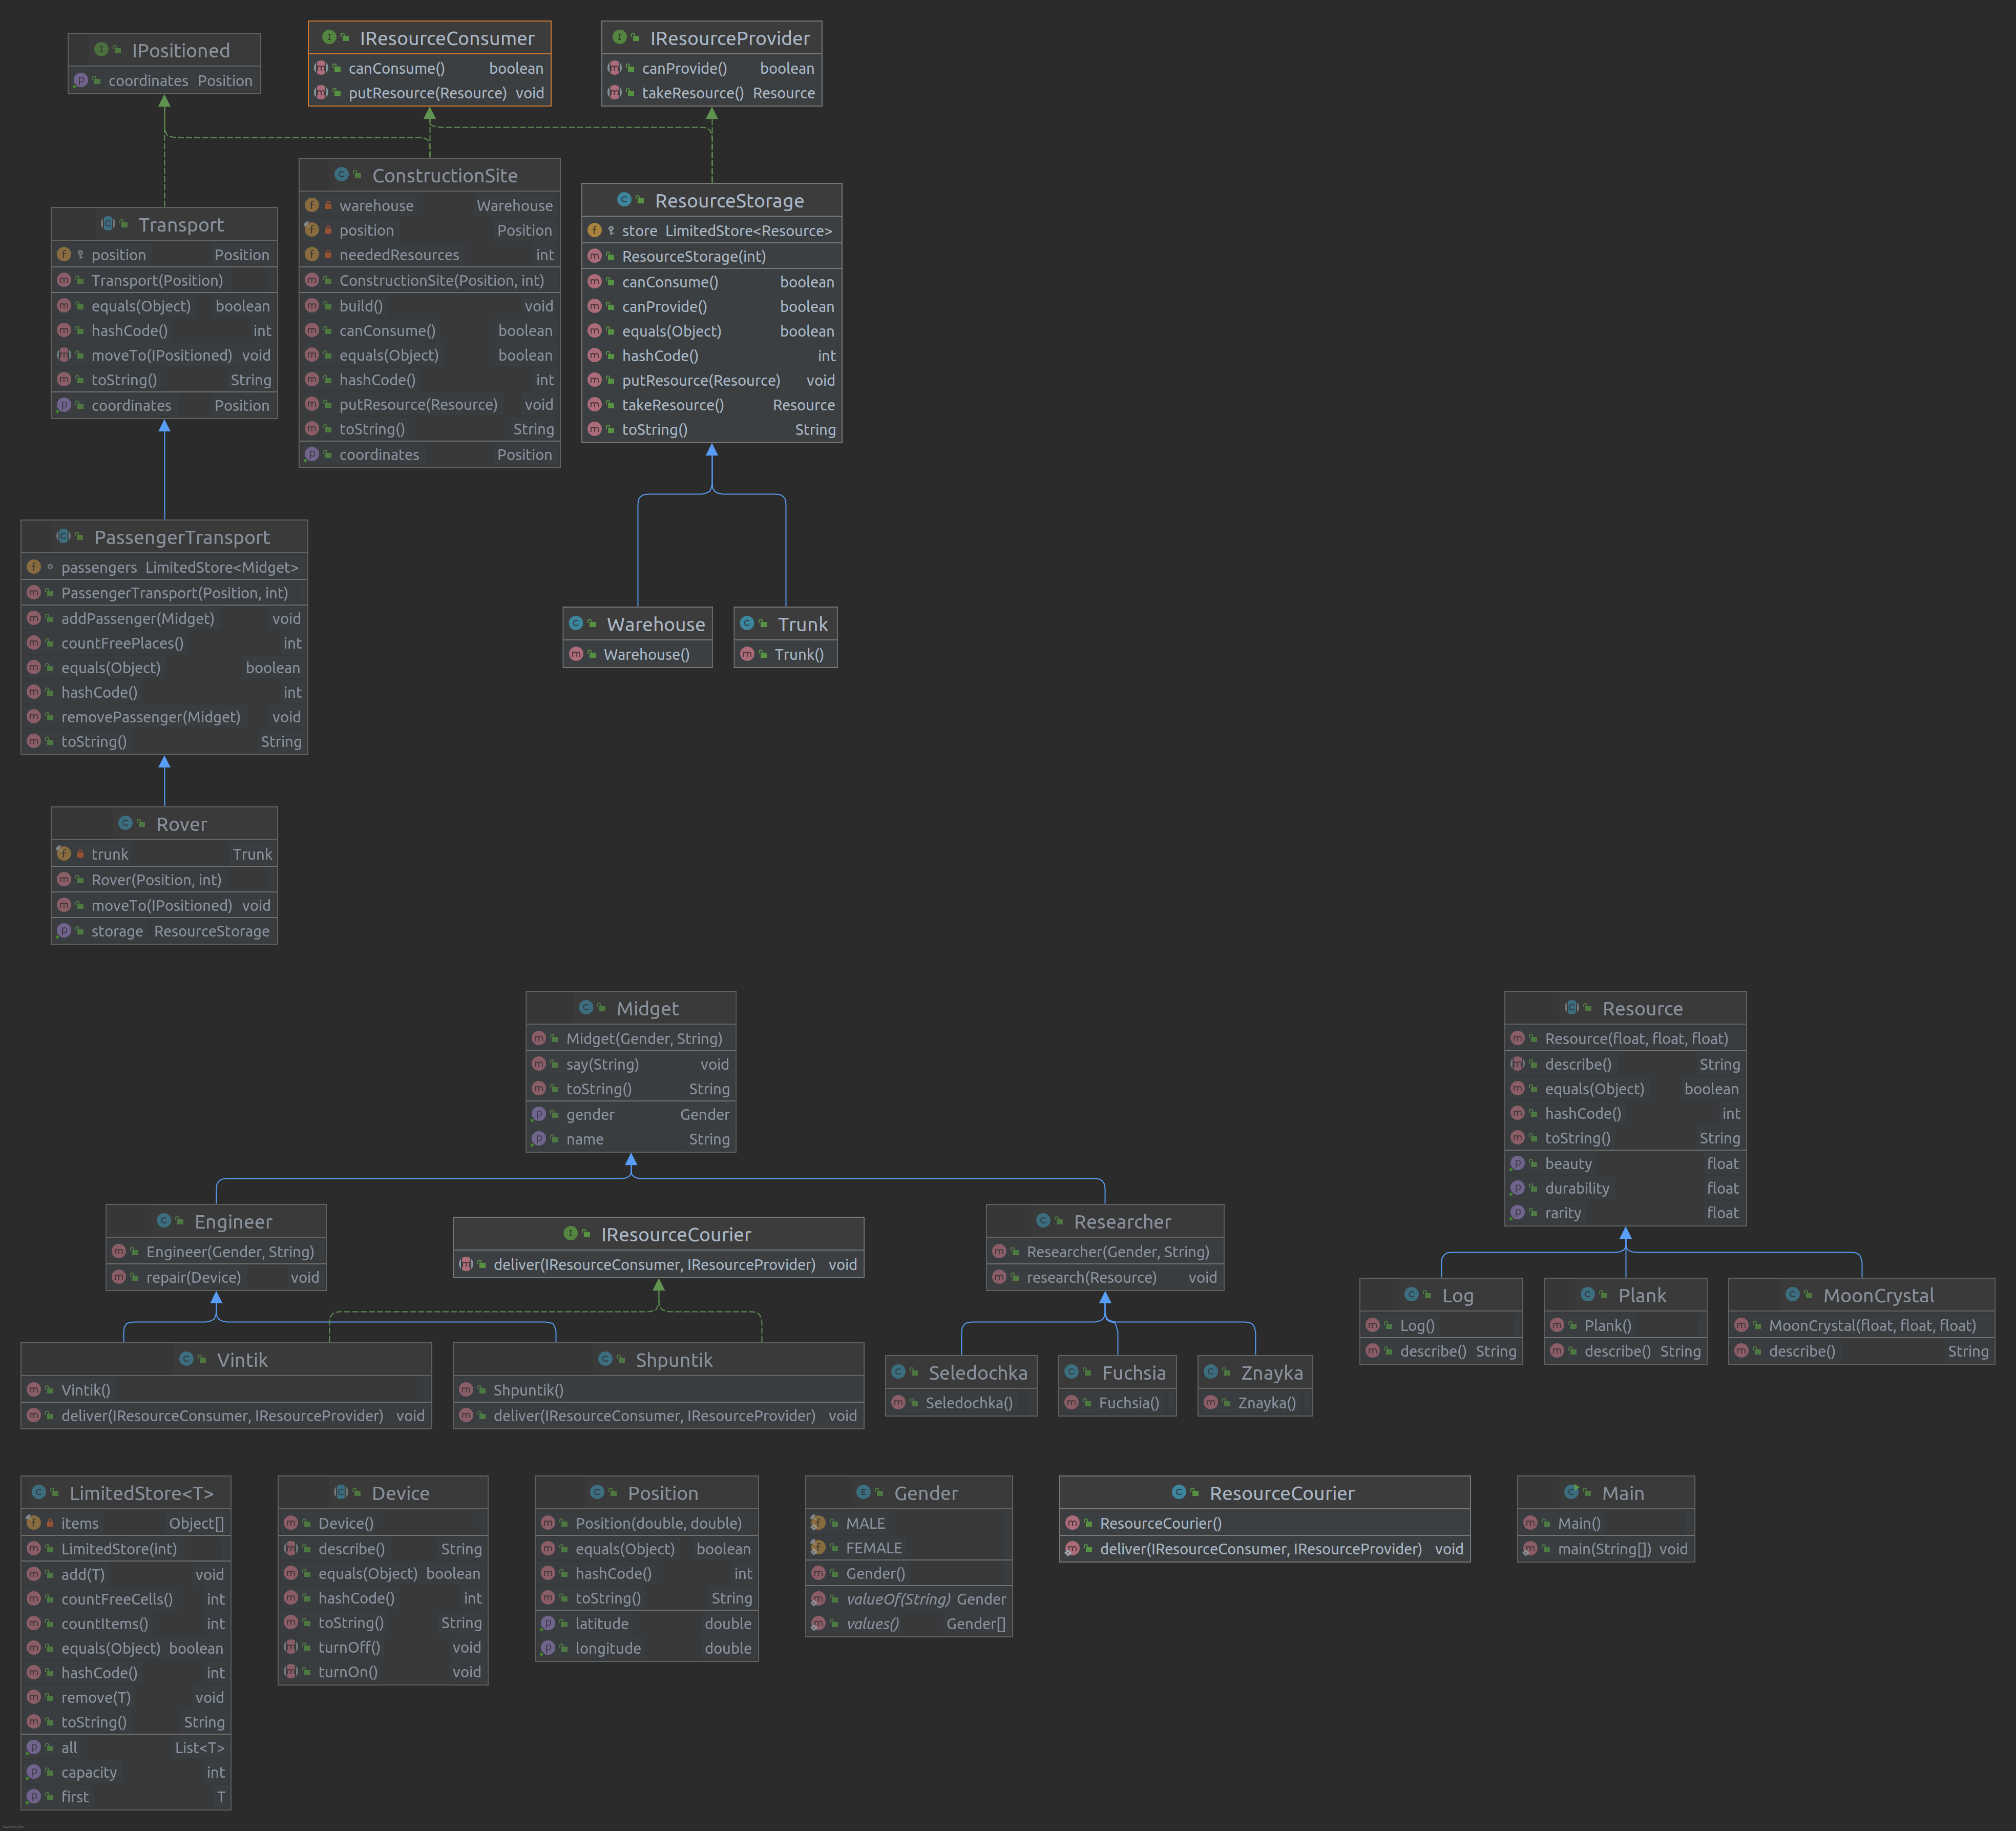 IPositioned
coordinates Position
IResourceConsumer
canConsume() boolean
putResource(Resource) void
IResourceProvider
canProvide() boolean
takeResource() Resource
Transport
position Position
Transport(Position)
equals(Object) boolean
hashCode() int
moveTo(IPositioned) void
toString() String
coordinates Position
ConstructionSite
warehouse Warehouse
position Position
neededResources int
ConstructionSite(Position, int)
build() void
canConsume() boolean
equals(Object) boolean
hashCode() int
putResource(Resource) void
toString() String
coordinates Position
ResourceStorage
store LimitedStore<Resource>
ResourceStorage(int)
canConsume() boolean
canProvide() boolean
equals(Object) boolean
hashCode() int
putResource(Resource) void
takeResource() Resource
toString() String
PassengerTransport
passengers LimitedStore<Midget>
PassengerTransport(Position, int)
addPassenger(Midget) void
countFreePlaces() int
equals(Object) boolean
hashCode() int
removePassenger(Midget) void
toString() String
Warehouse
Warehouse()
Trunk
Trunk()
Rover
trunk Trunk
Rover(Position, int)
moveTo(IPositioned) void
storage ResourceStorage
Midget
Midget(Gender, String)
say(String) void
toString() String
gender Gender
name String
Resource
Resource(float, float, float)
describe() String
equals(Object) boolean
hashCode() int
toString() String
beauty float
durability float
rarity float
Engineer
Engineer(Gender, String)
repair(Device) void
IResourceCourier
deliver(IResourceConsumer, IResourceProvider) void
Researcher
Researcher(Gender, String)
research(Resource) void
Log
Log()
describe() String
Plank
Plank()
describe() String
MoonCrystal
MoonCrystal(float, float, float)
describe() String
Vintik
Vintik()
deliver(IResourceConsumer, IResourceProvider) void
Shpuntik
Shpuntik()
deliver(IResourceConsumer, IResourceProvider) void
Seledochka
Seledochka()
Fuchsia
Fuchsia()
Znayka
Znayka()
LimitedStore<T>
items Object[]
LimitedStore(int)
add(T) void
countFreeCells() int
countItems() int
equals(Object) boolean
hashCode() int
remove(T) void
toString() String
all List<T>
capacity int
first T
Device
Device()
describe() String
equals(Object) boolean
hashCode() int
toString() String
turnOff() void
turnOn() void
Position
Position(double, double)
equals(Object) boolean
hashCode() int
toString() String
latitude double
longitude double
Gender
MALE
FEMALE
Gender()
valueOf(String) Gender
values() Gender[]
ResourceCourier
ResourceCourier()
deliver(IResourceConsumer, IResourceProvider) void
Main
Main()
main(String[]) void